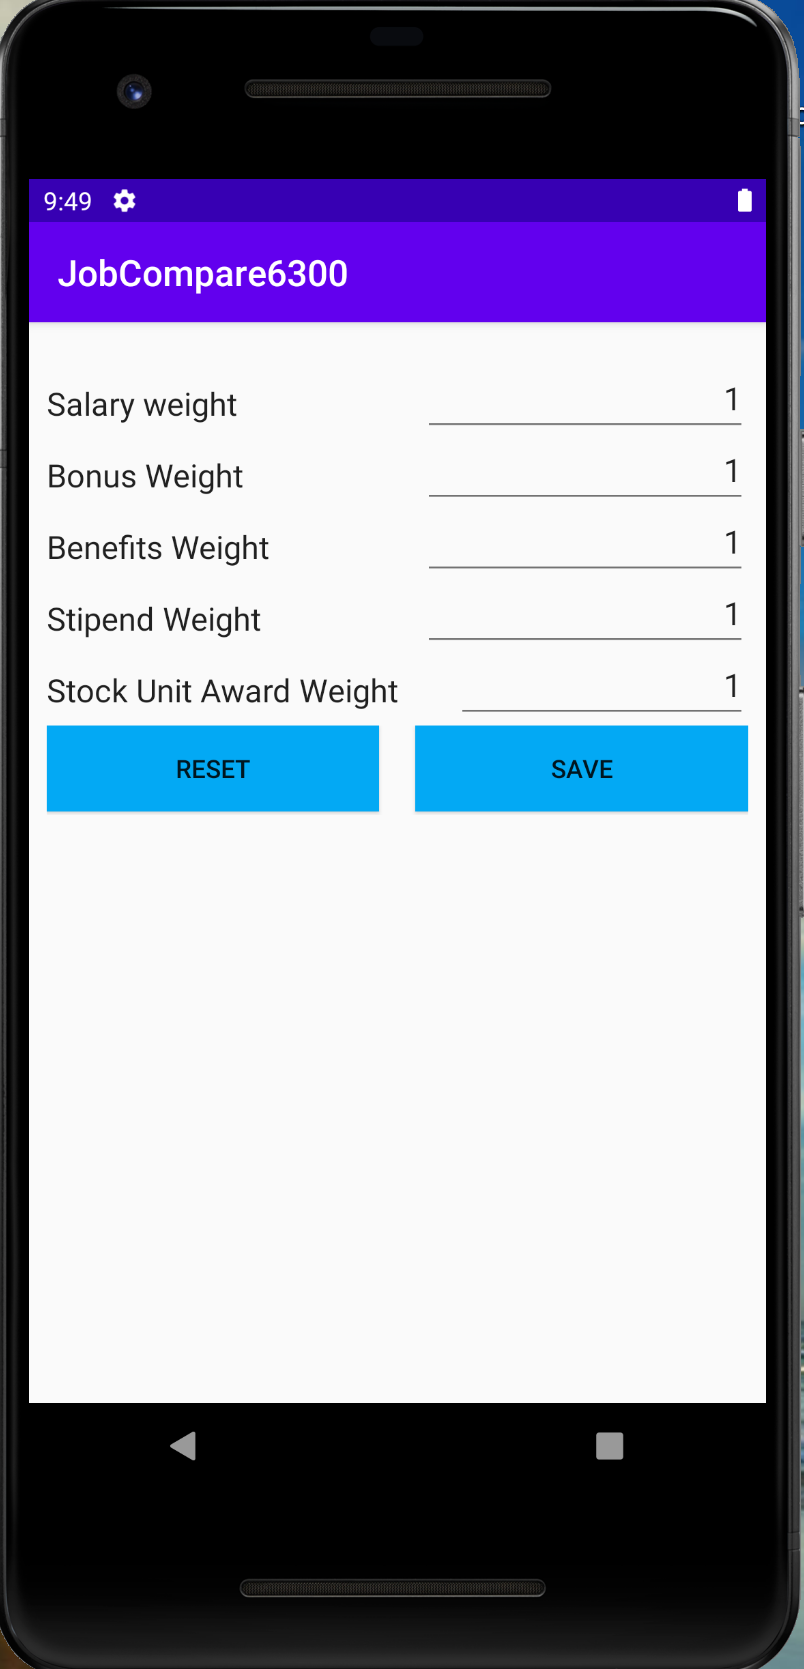 9:49
JobCompare6300
Salary weight 1
Bonus Weight 1
Benefits Weight 1
Stipend Weight 1
Stock Unit Award Weight 1
RESET SAVE